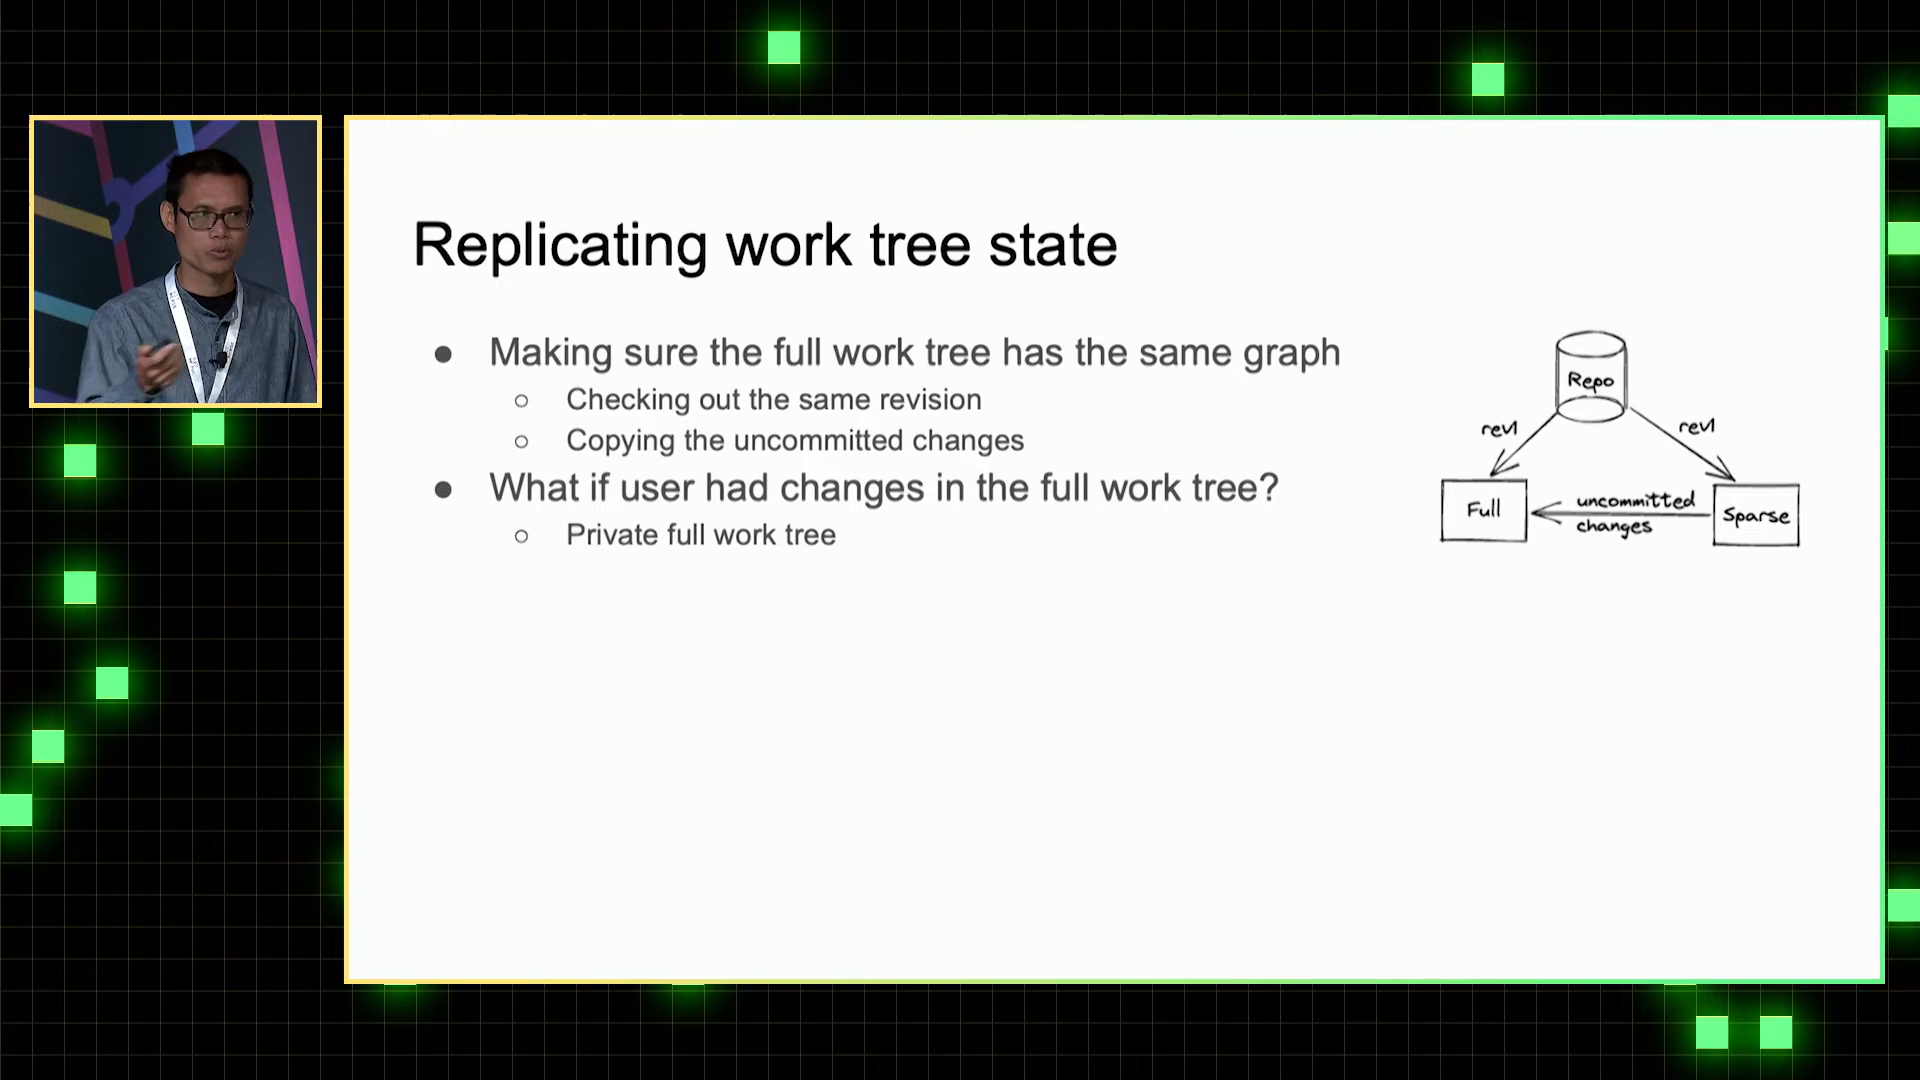 Replicating work tree state
● Making sure the full work tree has the same graph
○ Checking out the same revision
○ Copying the uncommitted changes
● What if user had changes in the full work tree?
○ Private full work tree
Repo
rev1
rev1
Full
uncommitted
changes
Sparse